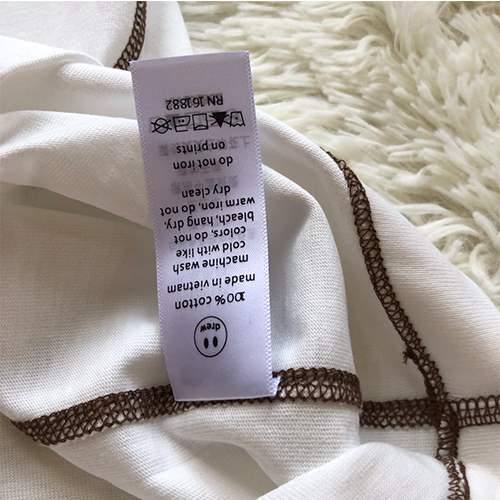 drew
100% cotton
made in vietnam
machine wash
cold with like
colors, do not
bleach, hang dry.
warm iron, do not
dry clean
do not iron
on prints
RN 161882